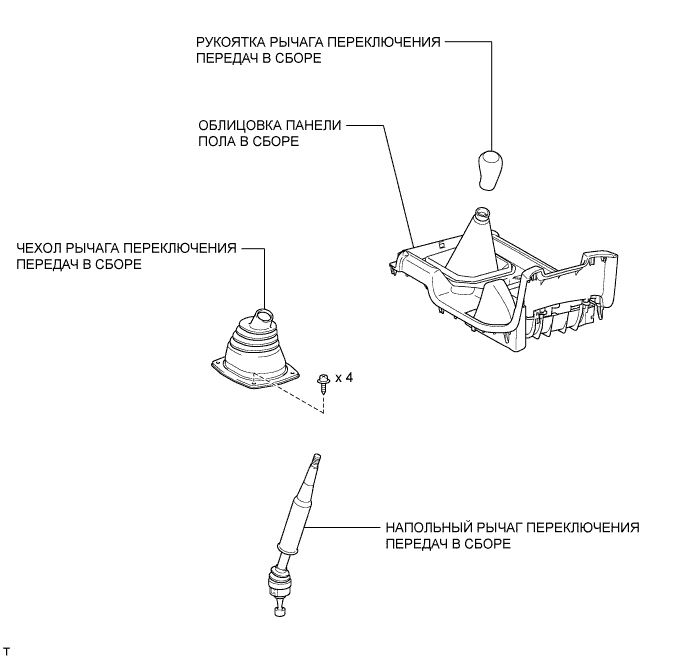 РУКОЯТКА РЫЧАГА ПЕРЕКЛЮЧЕНИЯ
ПЕРЕДАЧ В СБОРЕ
ОБЛИЦОВКА ПАНЕЛИ
ПОЛА В СБОРЕ
ЧЕХОЛ РЫЧАГА ПЕРЕКЛЮЧЕНИЯ
ПЕРЕДАЧ В СБОРЕ
x 4
НАПОЛЬНЫЙ РЫЧАГ ПЕРЕКЛЮЧЕНИЯ
ПЕРЕДАЧ В СБОРЕ
T